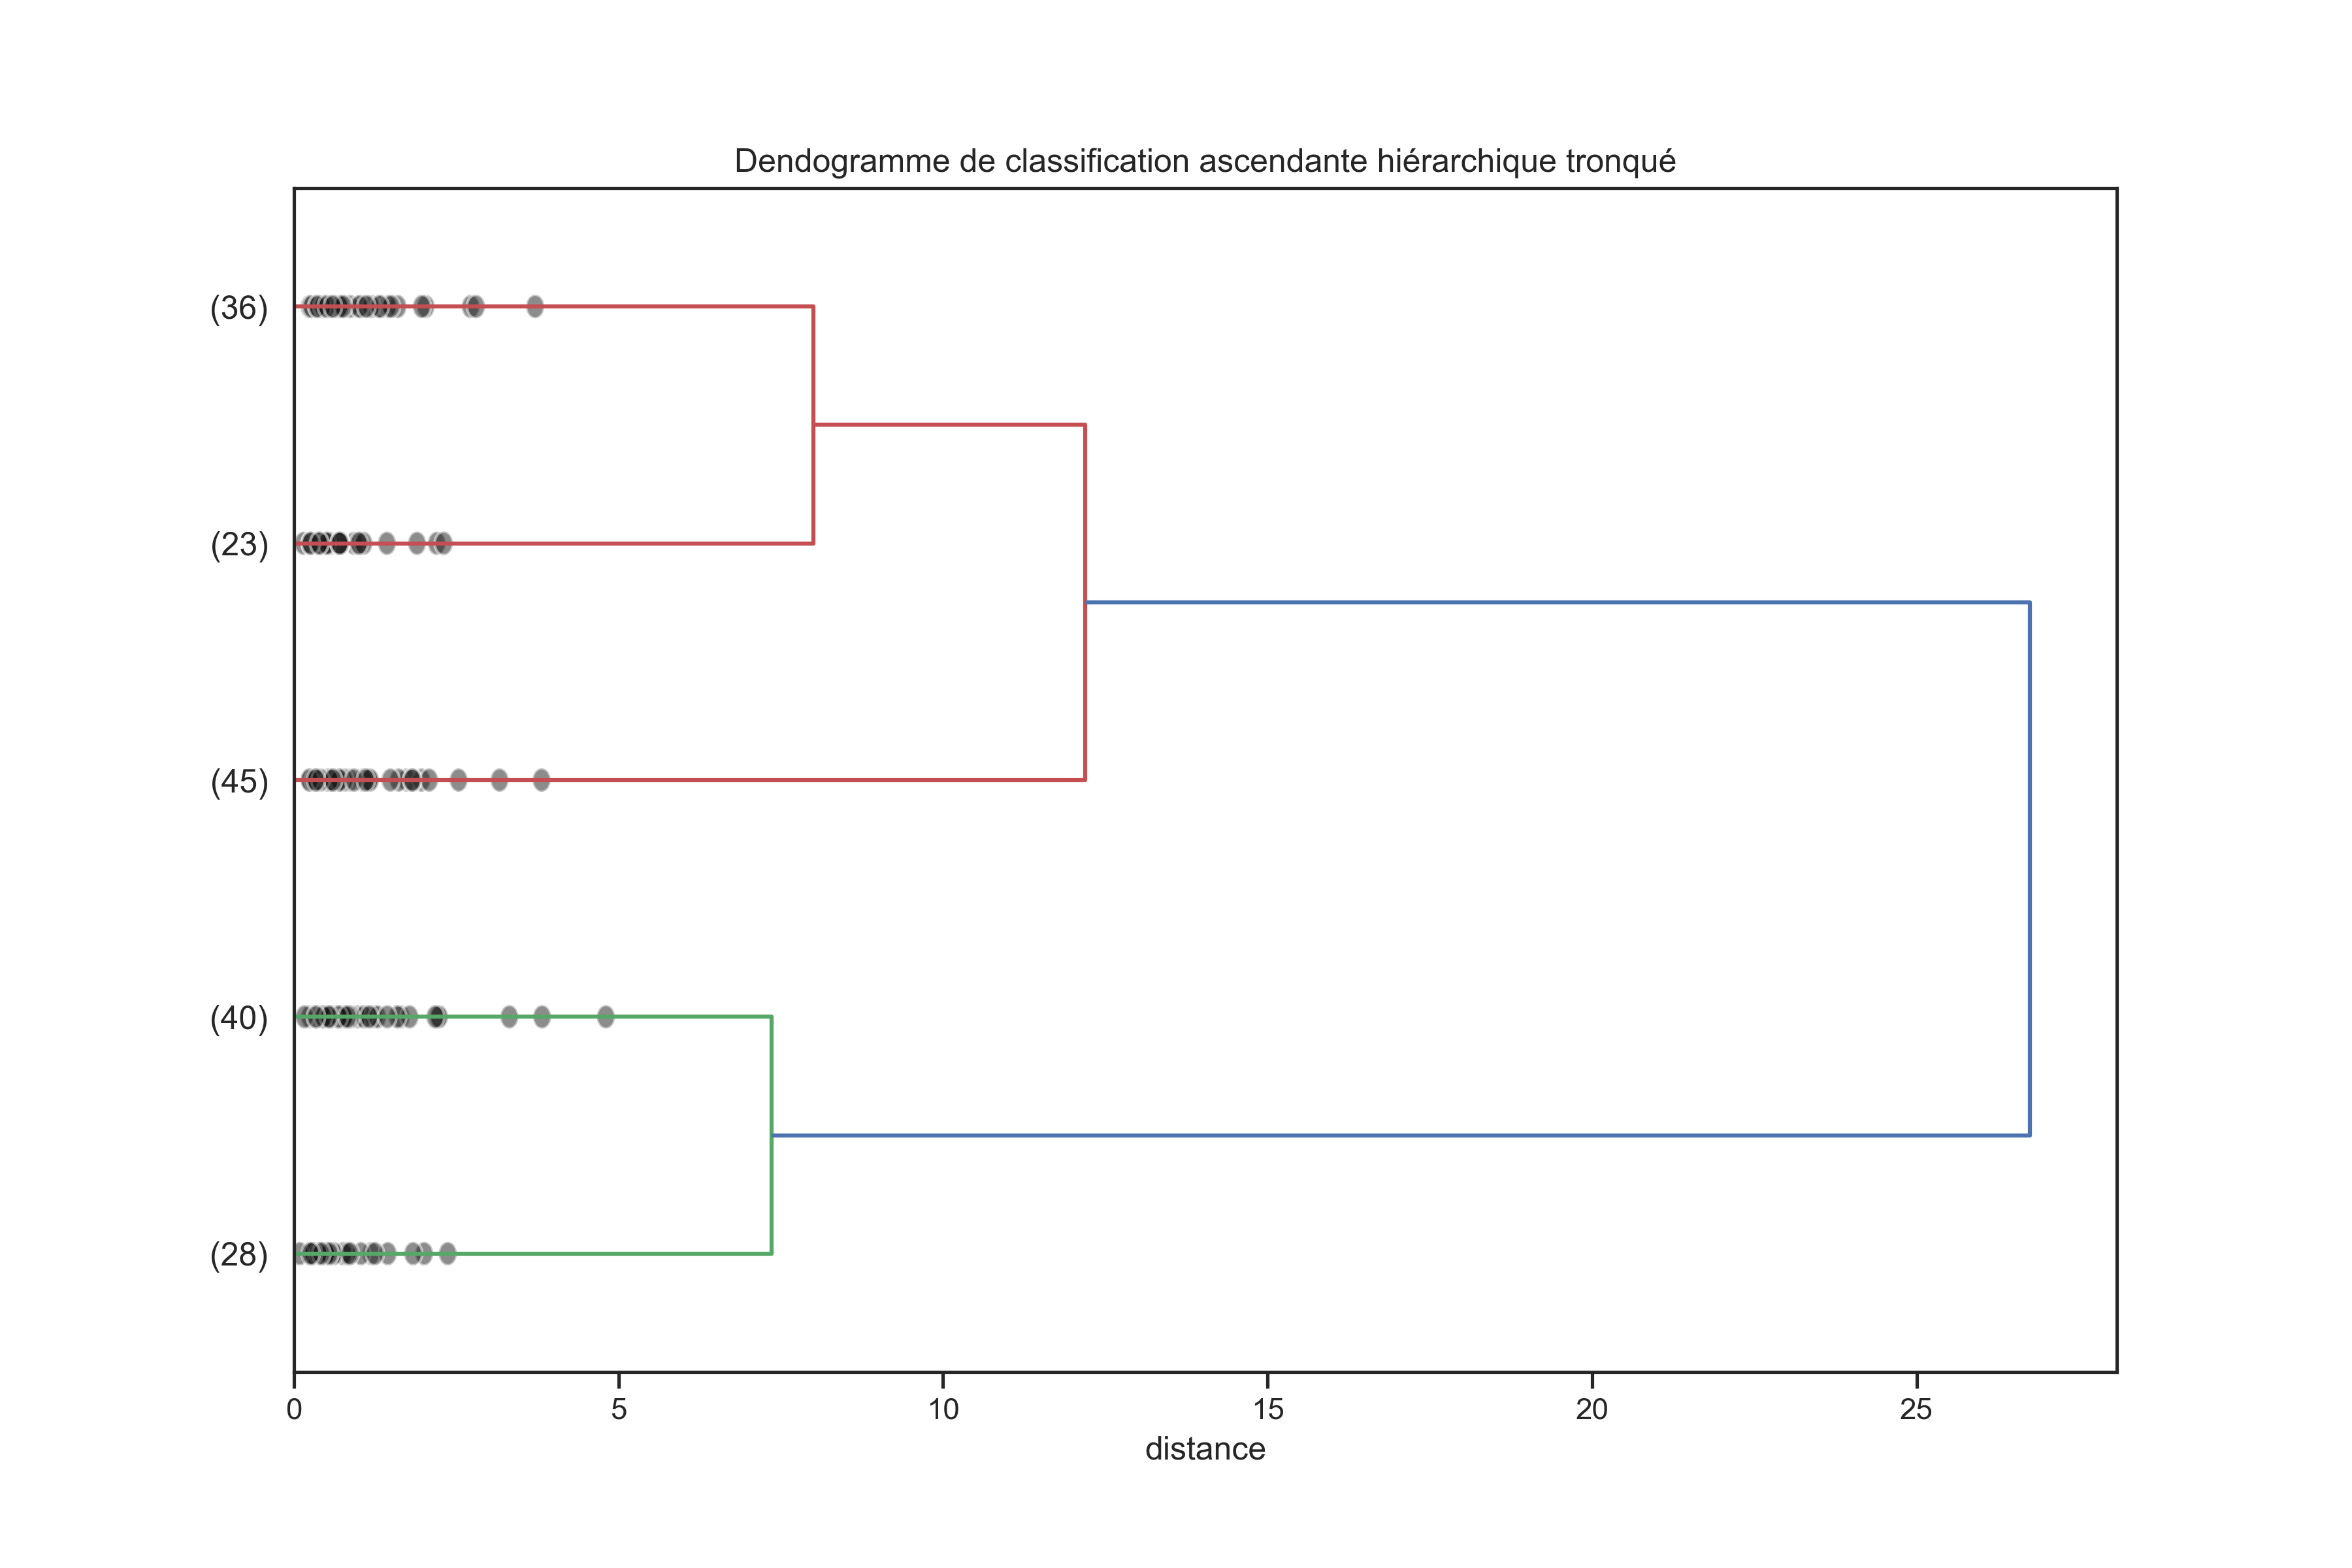 Dendogramme de classification ascendante hiérarchique tronqué
(36)
(23)
(45)
(40)
(28)
0 5 10 15 20 25
distance